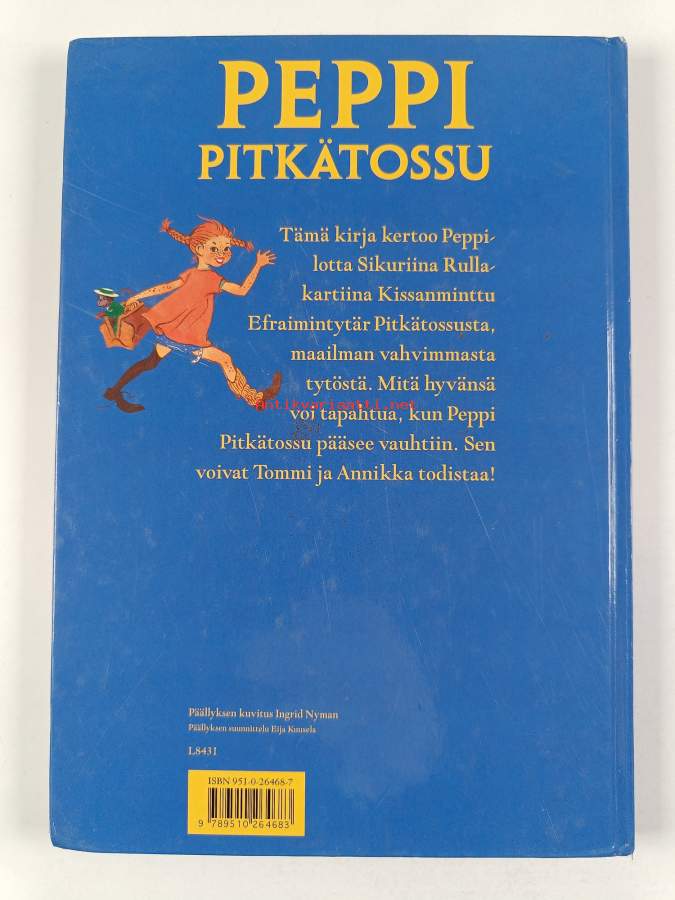 PEPPI
PITKÄTOSSU
Tämä kirja kertoo Peppi-
lotta Sikuriina Rulla-
kartiina Kissanminttu
Efraimintytär Pitkätossusta,
maailman vahvimmasta
tytöstä. Mitä hyvänsä
antikvariaatti.net
voi tapahtua, kun Peppi
Pitkätossu pääsee vauhtiin. Sen
voivat Tommi ja Annikka todistaa!
Päällyksen kuvitus Ingrid Nyman
Päällyksen suunnittelu Eija Kuusela
L8431
ISBN 951-0-26468-7
9 789510 264683